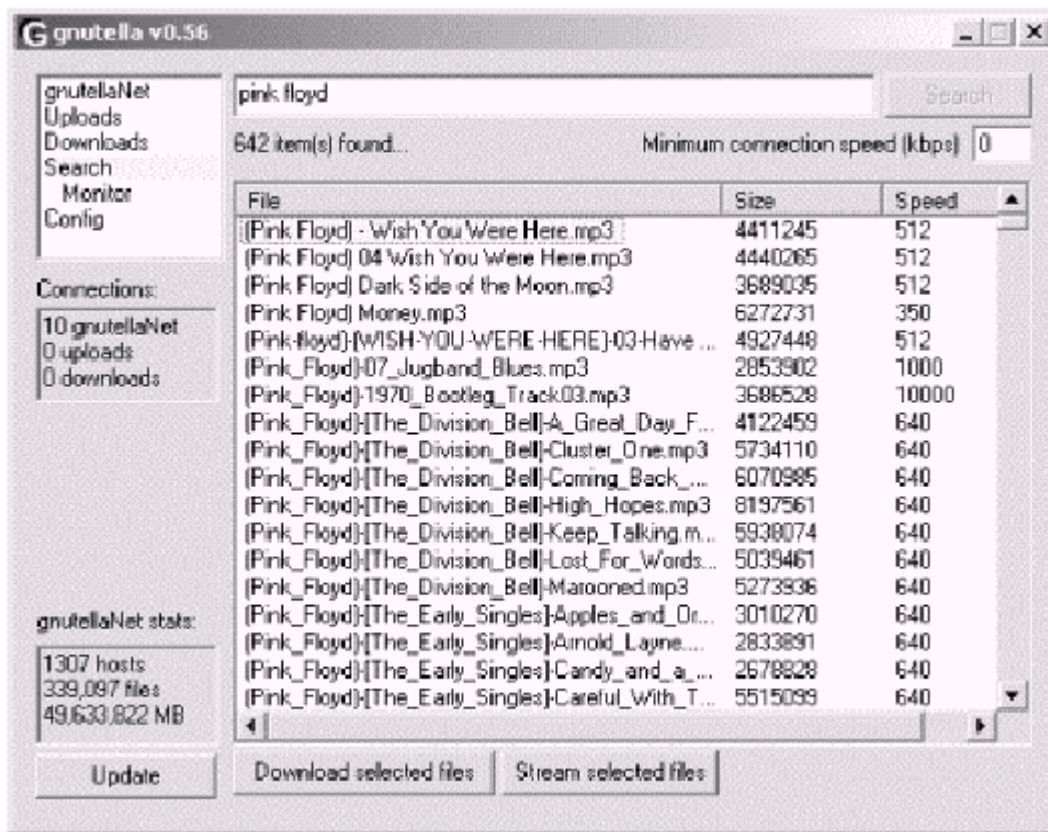 gnutella v0.56
gnutellaNet
Uploads
Downloads
Search
Monitor
Config
pink floyd
Search
642 item(s) found...
Minimum connection speed (kbps) 0
File Size Speed
(Pink Floyd) - Wish You Were Here.mp3 4411245 512
(Pink Floyd) 04 Wish You Were Here.mp3 4440265 512
(Pink Floyd) Dark Side of the Moon.mp3 3689035 512
(Pink Floyd) Money.mp3 6272731 350
(Pink-floyd)-[WISH-YOU-WERE-HERE]-03-Have ... 4927448 512
(Pink_Floyd)-07_Jugband_Blues.mp3 2853902 1000
(Pink_Floyd)-1970_Bootleg_Track03.mp3 3686528 10000
(Pink_Floyd)-[The_Division_Bell]-A_Great_Day_F... 4122459 640
(Pink_Floyd)-[The_Division_Bell]-Cluster_One.mp3 5734110 640
(Pink_Floyd)-[The_Division_Bell]-Coming_Back_... 6070985 640
(Pink_Floyd)-[The_Division_Bell]-High_Hopes.mp3 8197561 640
(Pink_Floyd)-[The_Division_Bell]-Keep_Talking.m... 5938074 640
(Pink_Floyd)-[The_Division_Bell]-Lost_For_Words... 5039461 640
(Pink_Floyd)-[The_Division_Bell]-Marooned.mp3 5273936 640
(Pink_Floyd)-[The_Early_Singles]-Apples_and_Or... 3010270 640
(Pink_Floyd)-[The_Early_Singles]-Arnold_Layne.... 2833891 640
(Pink_Floyd)-[The_Early_Singles]-Candy_and_a_... 2678828 640
(Pink_Floyd)-[The_Early_Singles]-Careful_With_T... 5515099 640
Connections:
10 gnutellaNet
0 uploads
0 downloads
gnutellaNet stats:
1307 hosts
339,097 files
49,633,822 MB
Update
Download selected files
Stream selected files